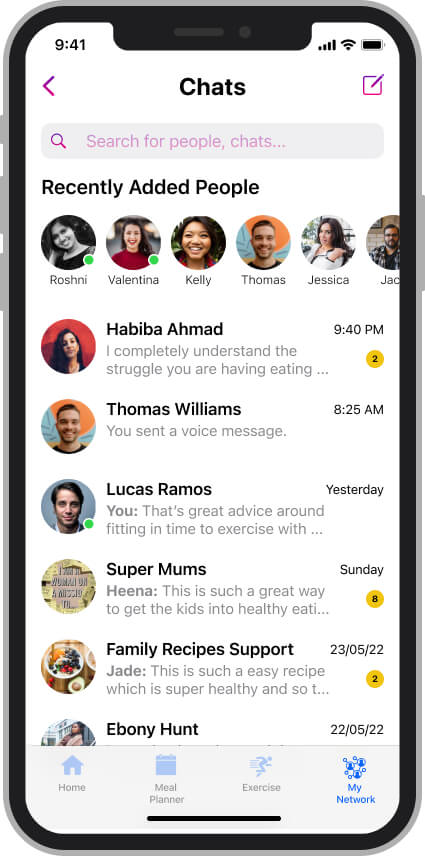 9:41
Chats
Search for people, chats...
Recently Added People
Roshni Valentina Kelly Thomas Jessica Jac
Habiba Ahmad 9:40 PM
I completely understand the
struggle you are having eating ... 2
Thomas Williams 8:25 AM
You sent a voice message.
Lucas Ramos Yesterday
You: That's great advice around
fitting in time to exercise with ...
Super Mums Sunday
Heena: This is such a great way
to get the kids into healthy eati... 8
WOMAN ON
A MISSION
TO...
Family Recipes Support 23/05/22
Jade: This is such a easy recipe
which is super healthy and so t... 2
Ebony Hunt 22/05/22
Home Meal Exercise My
Planner Network